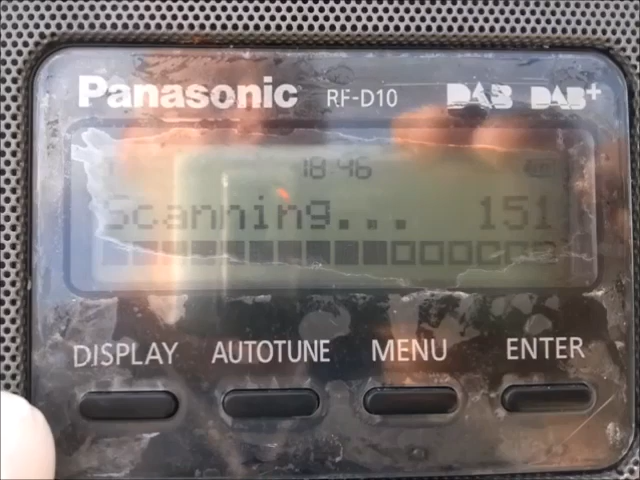 Panasonic RF-D10 DAB DAB+
18:46
Scanning... 151
DISPLAY AUTOTUNE MENU ENTER